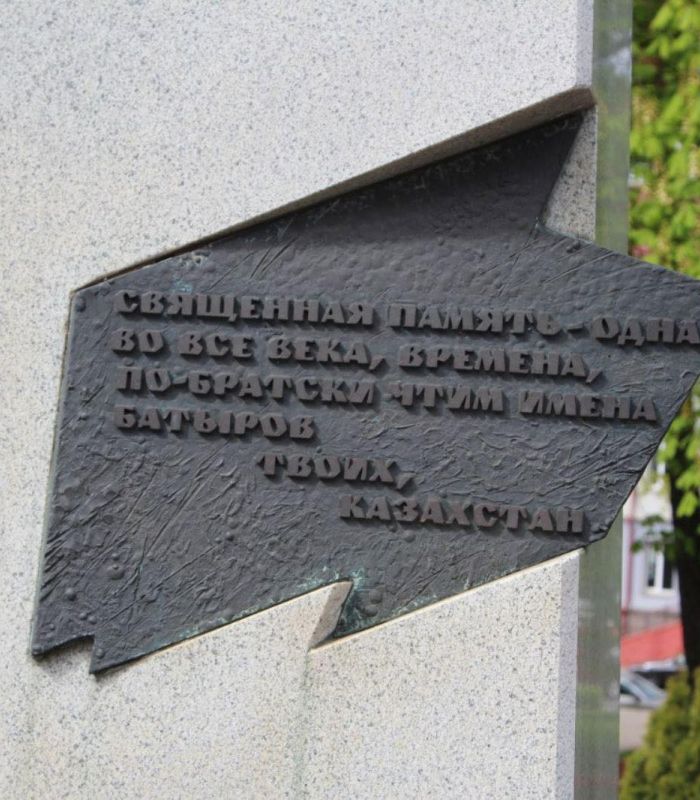 СВЯЩЕННАЯ ПАМЯТЬ - ОДНА
ВО ВСЕ ВЕКА, ВРЕМЕНА,
ПО-БРАТСКИ ЧТИМ ИМЕНА
БАТЫРОВ
ТВОИХ,
КАЗАХСТАН